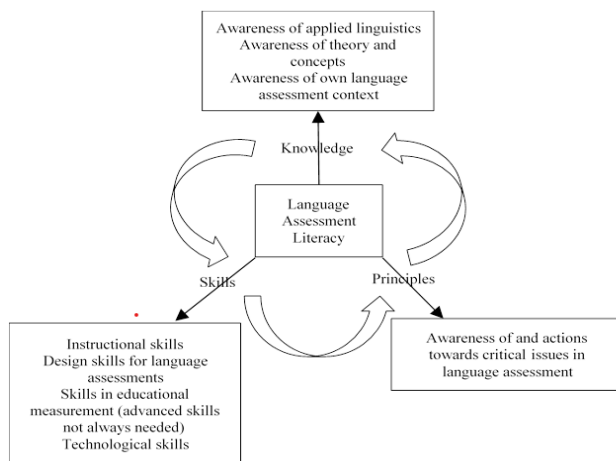 Awareness of applied linguistics
Awareness of theory and
concepts
Awareness of own language
assessment context
Knowledge
Language
Assessment
Literacy
Skills
Principles
Instructional skills
Design skills for language
assessments
Skills in educational
measurement (advanced skills
not always needed)
Technological skills
Awareness of and actions
towards critical issues in
language assessment